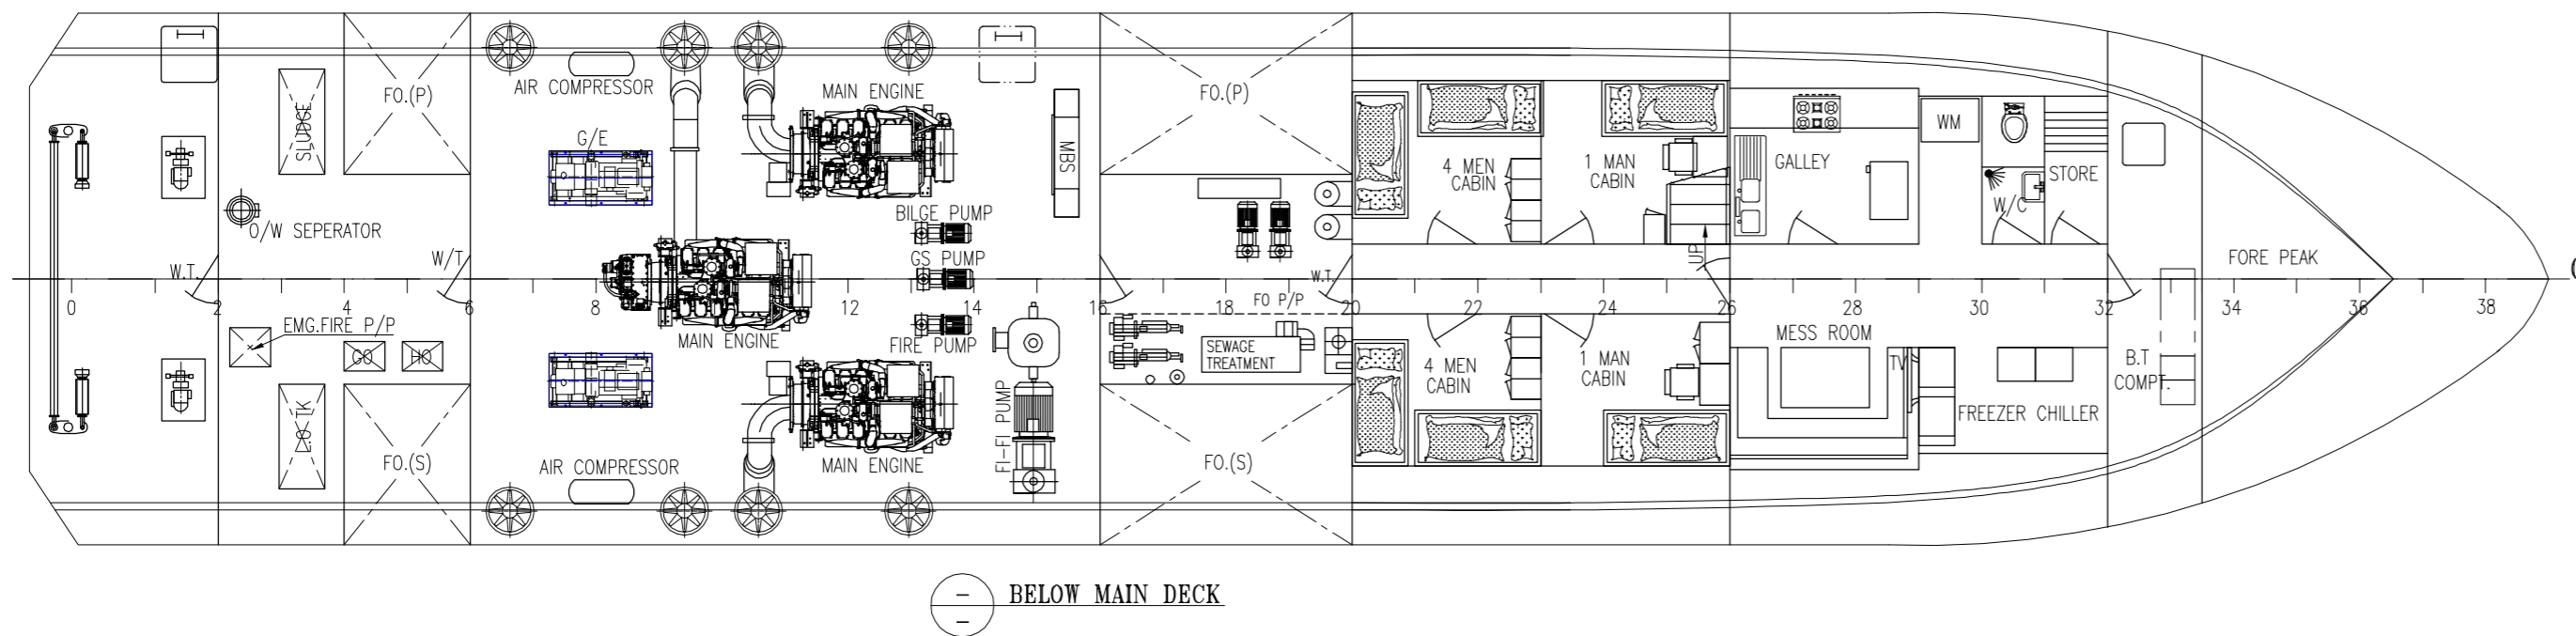 SLUDGE
FO.(P)
AIR COMPRESSOR
G/E
MAIN ENGINE
MBS
FO.(P)
4 MEN
CABIN
1 MAN
CABIN
GALLEY
WM
STORE
W/C
O/W SEPERATOR
W.T.
W/T
BILGE PUMP
GS PUMP
FO P/P
W.T.
UP
FORE PEAK
0
2
4
6
8
12
14
16
18
20
22
24
26
28
30
32
34
36
38
EMG.FIRE P/P
GO
HO
MAIN ENGINE
FIRE PUMP
SEWAGE
TREATMENT
4 MEN
CABIN
1 MAN
CABIN
MESS ROOM
TV
B.T
COMPT.
FREEZER CHILLER
L.O TK
FO.(S)
AIR COMPRESSOR
MAIN ENGINE
FI-FI PUMP
FO.(S)
BELOW MAIN DECK